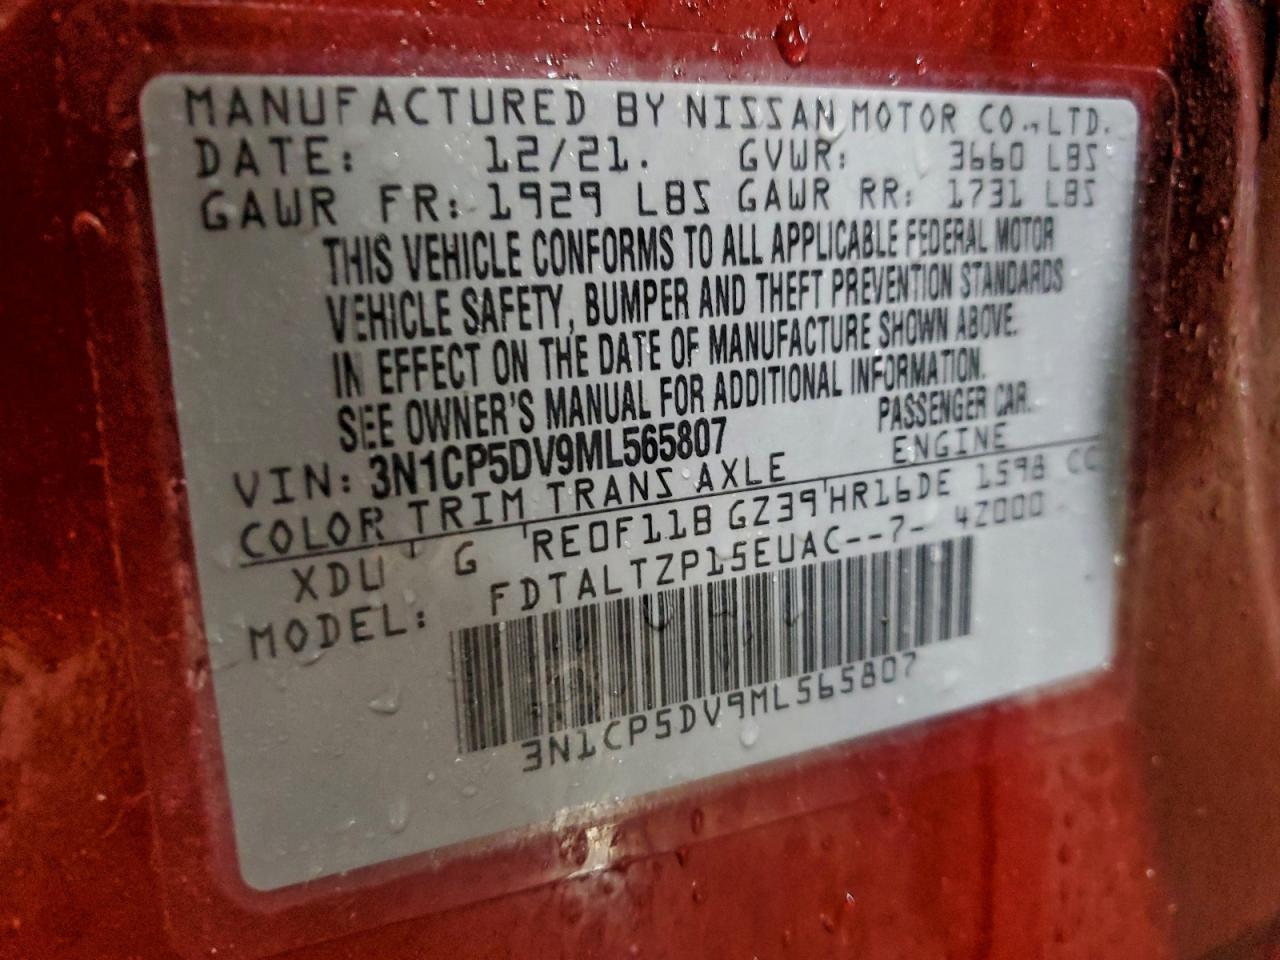 MANUFACTURED BY NISSAN MOTOR CO., LTD.
DATE: 12/21. GVWR: 3660 LBS
GAWR FR: 1929 LBS GAWR RR: 1731 LBS
THIS VEHICLE CONFORMS TO ALL APPLICABLE FEDERAL MOTOR
VEHICLE SAFETY, BUMPER AND THEFT PREVENTION STANDARDS
IN EFFECT ON THE DATE OF MANUFACTURE SHOWN ABOVE.
SEE OWNER'S MANUAL FOR ADDITIONAL INFORMATION.
VIN: 3N1CP5DV9ML565807 PASSENGER CAR.
COLOR TRIM TRANS AXLE ENGINE
XDU G RE0F11B GZ39 HR16DE 1598 CC
MODEL: FDTALTZP15EUAC--7- 4Z000
3N1CP5DV9ML565807